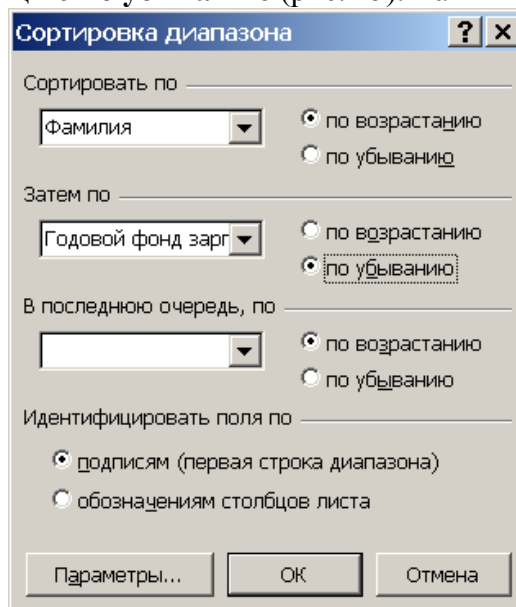 Сортировка диапазона
Сортировать по
Фамилия
по возрастанию
по убыванию
Затем по
Годовой фонд зарг
по возрастанию
по убыванию
В последнюю очередь, по
по возрастанию
по убыванию
Идентифицировать поля по
подписям (первая строка диапазона)
обозначениям столбцов листа
Параметры... ОК Отмена